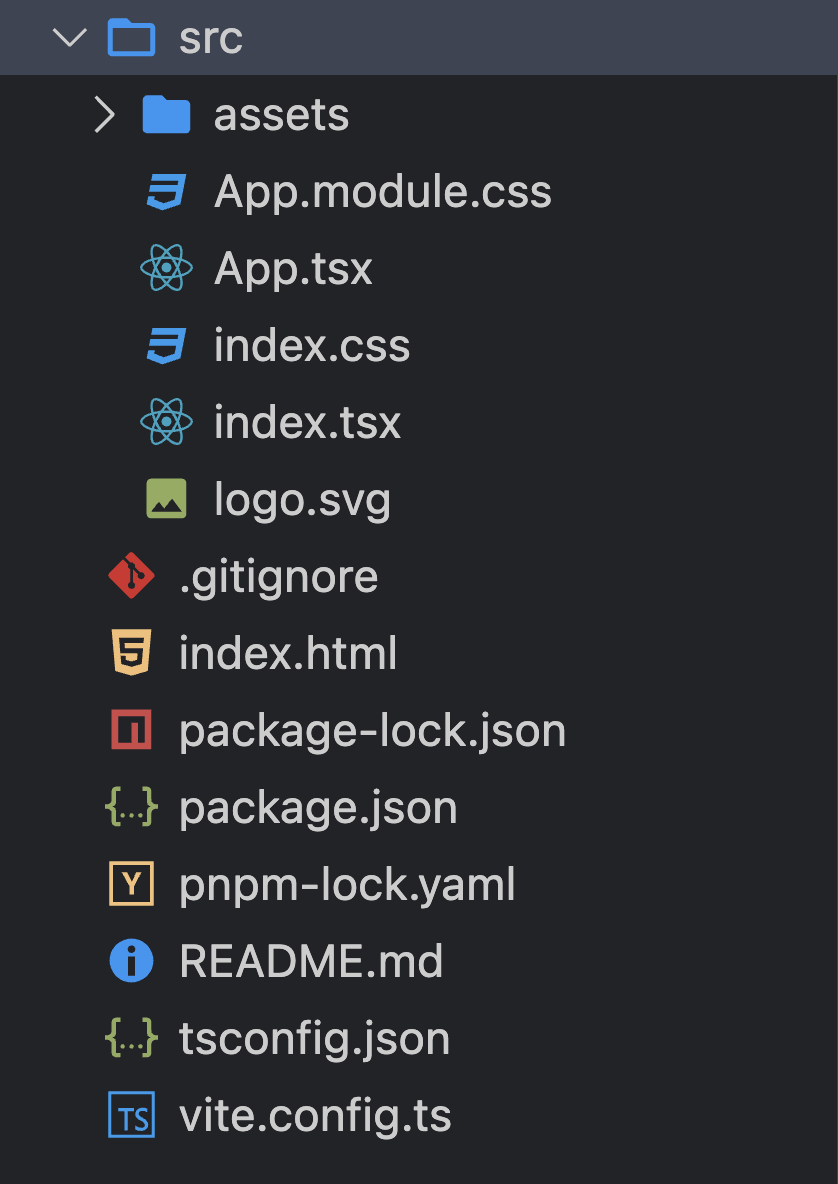 src
assets
App.module.css
App.tsx
index.css
index.tsx
logo.svg
.gitignore
index.html
package-lock.json
{...} package.json
Y pnpm-lock.yaml
README.md
{...} tsconfig.json
TS vite.config.ts